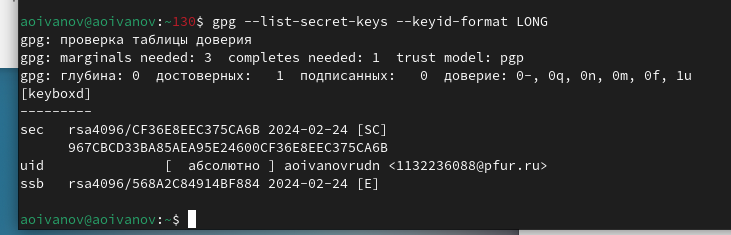 aoivanov@aoivanov:~130$ gpg --list-secret-keys --keyid-format LONG
gpg: проверка таблицы доверия
gpg: marginals needed: 3  completes needed: 1  trust model: pgp
gpg: глубина: 0  достоверных:   1  подписанных:   0  доверие: 0-, 0q, 0n, 0m, 0f, 1u
[keyboxd]
---------
sec   rsa4096/CF36E8EEC375CA6B 2024-02-24 [SC]
      967CBCD33BA85AEA95E24600CF36E8EEC375CA6B
uid               [  абсолютно ] aoivanovrudn <1132236088@pfur.ru>
ssb   rsa4096/568A2C84914BF884 2024-02-24 [E]
aoivanov@aoivanov:~$